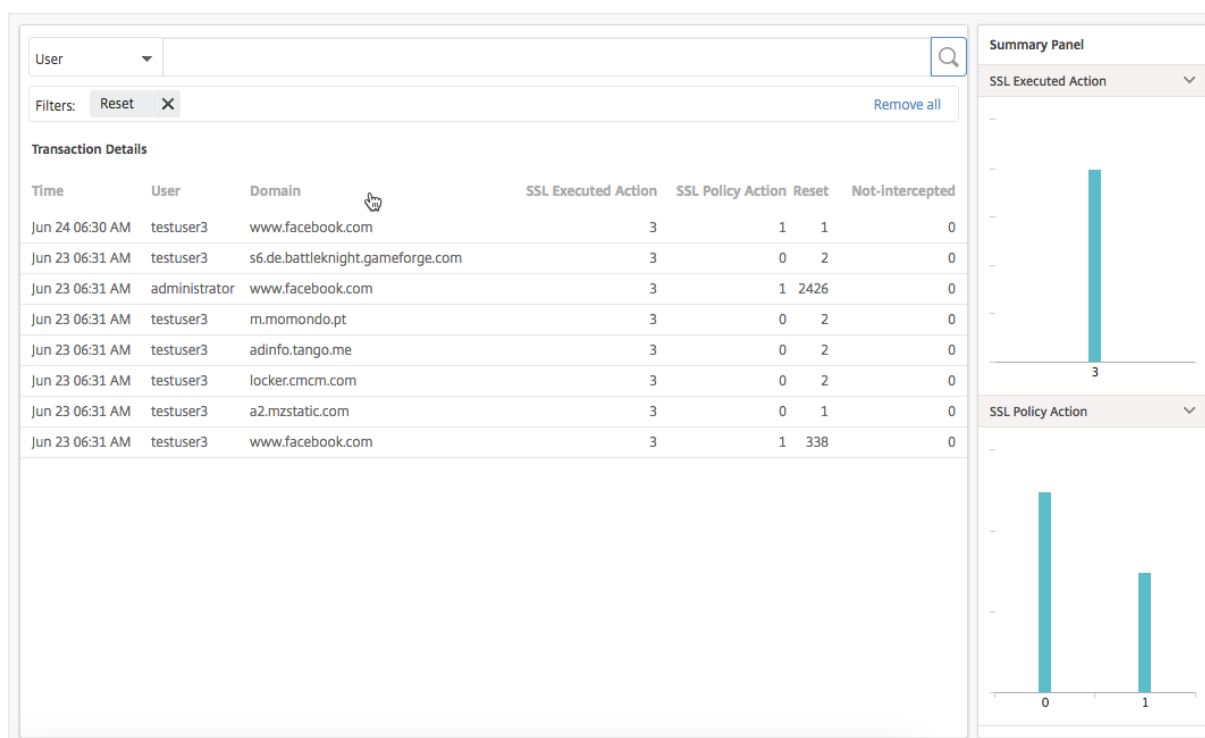 User
Filters: Reset X Remove all
Transaction Details
Time User Domain SSL Executed Action SSL Policy Action Reset Not-intercepted
Jun 24 06:30 AM testuser3 www.facebook.com 3 1 1 0
Jun 23 06:31 AM testuser3 s6.de.battleknight.gameforge.com 3 0 2 0
Jun 23 06:31 AM administrator www.facebook.com 3 1 2426 0
Jun 23 06:31 AM testuser3 m.momondo.pt 3 0 2 0
Jun 23 06:31 AM testuser3 adinfo.tango.me 3 0 2 0
Jun 23 06:31 AM testuser3 locker.cmcm.com 3 0 2 0
Jun 23 06:31 AM testuser3 a2.mzstatic.com 3 0 1 0
Jun 23 06:31 AM testuser3 www.facebook.com 3 1 338 0
Summary Panel
SSL Executed Action
3
SSL Policy Action
0 1